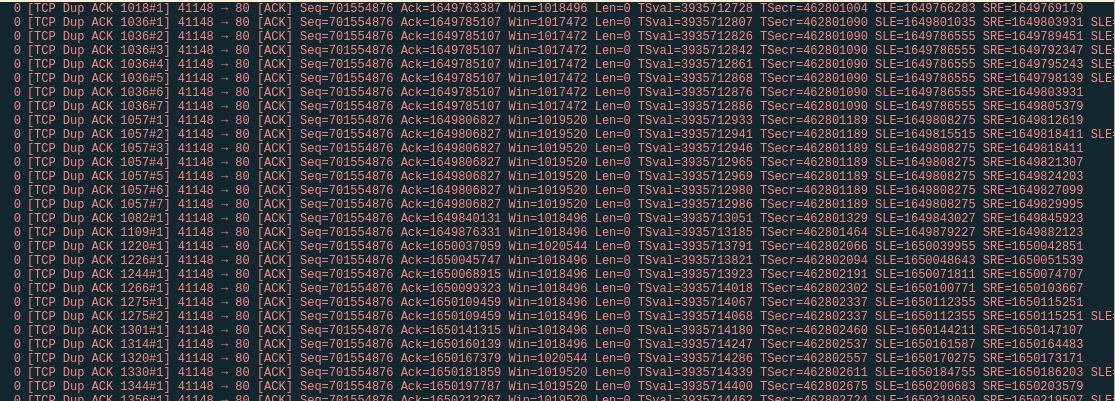 0 [TCP Dup ACK 1018#1] 41148 → 80 [ACK] Seq=701554876 Ack=1649763387 Win=1018496 Len=0 TSval=3935712728 TSecr=462801004 SLE=1649766283 SRE=1649769179
0 [TCP Dup ACK 1036#1] 41148 → 80 [ACK] Seq=701554876 Ack=1649785107 Win=1017472 Len=0 TSval=3935712807 TSecr=462801090 SLE=1649801035 SRE=1649803931 SLE=
0 [TCP Dup ACK 1036#2] 41148 → 80 [ACK] Seq=701554876 Ack=1649785107 Win=1017472 Len=0 TSval=3935712826 TSecr=462801090 SLE=1649786555 SRE=1649789451 SLE=
0 [TCP Dup ACK 1036#3] 41148 → 80 [ACK] Seq=701554876 Ack=1649785107 Win=1017472 Len=0 TSval=3935712842 TSecr=462801090 SLE=1649786555 SRE=1649792347 SLE=
0 [TCP Dup ACK 1036#4] 41148 → 80 [ACK] Seq=701554876 Ack=1649785107 Win=1017472 Len=0 TSval=3935712861 TSecr=462801090 SLE=1649786555 SRE=1649795243 SLE=
0 [TCP Dup ACK 1036#5] 41148 → 80 [ACK] Seq=701554876 Ack=1649785107 Win=1017472 Len=0 TSval=3935712868 TSecr=462801090 SLE=1649786555 SRE=1649798139 SLE=
0 [TCP Dup ACK 1036#6] 41148 → 80 [ACK] Seq=701554876 Ack=1649785107 Win=1017472 Len=0 TSval=3935712876 TSecr=462801090 SLE=1649786555 SRE=1649803931
0 [TCP Dup ACK 1036#7] 41148 → 80 [ACK] Seq=701554876 Ack=1649785107 Win=1017472 Len=0 TSval=3935712886 TSecr=462801090 SLE=1649786555 SRE=1649805379
0 [TCP Dup ACK 1057#1] 41148 → 80 [ACK] Seq=701554876 Ack=1649806827 Win=1019520 Len=0 TSval=3935712933 TSecr=462801189 SLE=1649808275 SRE=1649812619
0 [TCP Dup ACK 1057#2] 41148 → 80 [ACK] Seq=701554876 Ack=1649806827 Win=1019520 Len=0 TSval=3935712941 TSecr=462801189 SLE=1649815515 SRE=1649818411 SLE=
0 [TCP Dup ACK 1057#3] 41148 → 80 [ACK] Seq=701554876 Ack=1649806827 Win=1019520 Len=0 TSval=3935712946 TSecr=462801189 SLE=1649808275 SRE=1649818411
0 [TCP Dup ACK 1057#4] 41148 → 80 [ACK] Seq=701554876 Ack=1649806827 Win=1019520 Len=0 TSval=3935712965 TSecr=462801189 SLE=1649808275 SRE=1649821307
0 [TCP Dup ACK 1057#5] 41148 → 80 [ACK] Seq=701554876 Ack=1649806827 Win=1019520 Len=0 TSval=3935712969 TSecr=462801189 SLE=1649808275 SRE=1649824203
0 [TCP Dup ACK 1057#6] 41148 → 80 [ACK] Seq=701554876 Ack=1649806827 Win=1019520 Len=0 TSval=3935712980 TSecr=462801189 SLE=1649808275 SRE=1649827099
0 [TCP Dup ACK 1057#7] 41148 → 80 [ACK] Seq=701554876 Ack=1649806827 Win=1019520 Len=0 TSval=3935712986 TSecr=462801189 SLE=1649808275 SRE=1649829995
0 [TCP Dup ACK 1082#1] 41148 → 80 [ACK] Seq=701554876 Ack=1649840131 Win=1018496 Len=0 TSval=3935713051 TSecr=462801329 SLE=1649843027 SRE=1649845923
0 [TCP Dup ACK 1109#1] 41148 → 80 [ACK] Seq=701554876 Ack=1649876331 Win=1018496 Len=0 TSval=3935713185 TSecr=462801464 SLE=1649879227 SRE=1649882123
0 [TCP Dup ACK 1220#1] 41148 → 80 [ACK] Seq=701554876 Ack=1650037059 Win=1020544 Len=0 TSval=3935713791 TSecr=462802066 SLE=1650039955 SRE=1650042851
0 [TCP Dup ACK 1226#1] 41148 → 80 [ACK] Seq=701554876 Ack=1650045747 Win=1018496 Len=0 TSval=3935713821 TSecr=462802094 SLE=1650048643 SRE=1650051539
0 [TCP Dup ACK 1244#1] 41148 → 80 [ACK] Seq=701554876 Ack=1650068915 Win=1018496 Len=0 TSval=3935713923 TSecr=462802191 SLE=1650071811 SRE=1650074707
0 [TCP Dup ACK 1266#1] 41148 → 80 [ACK] Seq=701554876 Ack=1650099323 Win=1018496 Len=0 TSval=3935714018 TSecr=462802302 SLE=1650100771 SRE=1650103667
0 [TCP Dup ACK 1275#1] 41148 → 80 [ACK] Seq=701554876 Ack=1650109459 Win=1018496 Len=0 TSval=3935714067 TSecr=462802337 SLE=1650112355 SRE=1650115251
0 [TCP Dup ACK 1275#2] 41148 → 80 [ACK] Seq=701554876 Ack=1650109459 Win=1018496 Len=0 TSval=3935714068 TSecr=462802337 SLE=1650112355 SRE=1650115251 SLE=
0 [TCP Dup ACK 1301#1] 41148 → 80 [ACK] Seq=701554876 Ack=1650141315 Win=1018496 Len=0 TSval=3935714180 TSecr=462802460 SLE=1650144211 SRE=1650147107
0 [TCP Dup ACK 1314#1] 41148 → 80 [ACK] Seq=701554876 Ack=1650160139 Win=1018496 Len=0 TSval=3935714247 TSecr=462802537 SLE=1650161587 SRE=1650164483
0 [TCP Dup ACK 1320#1] 41148 → 80 [ACK] Seq=701554876 Ack=1650167379 Win=1020544 Len=0 TSval=3935714286 TSecr=462802557 SLE=1650170275 SRE=1650173171
0 [TCP Dup ACK 1330#1] 41148 → 80 [ACK] Seq=701554876 Ack=1650181859 Win=1019520 Len=0 TSval=3935714339 TSecr=462802611 SLE=1650184755 SRE=1650186203 SLE=
0 [TCP Dup ACK 1344#1] 41148 → 80 [ACK] Seq=701554876 Ack=1650197787 Win=1019520 Len=0 TSval=3935714400 TSecr=462802675 SLE=1650200683 SRE=1650203579
0 [TCP Dup ACK 1356#1] 41148 → 80 [ACK] Seq=701554876 Ack=1650212267 Win=1019520 Len=0 TSval=3935714462 TSecr=462802724 SLE=1650218059 SRE=1650219507 SLE=